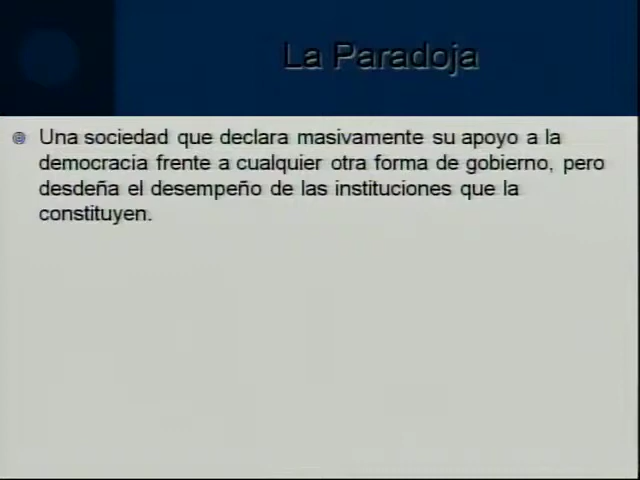 La Paradoja
Una sociedad que declara masivamente su apoyo a la
democracia frente a cualquier otra forma de gobierno, pero
desdeña el desempeño de las instituciones que la
constituyen.